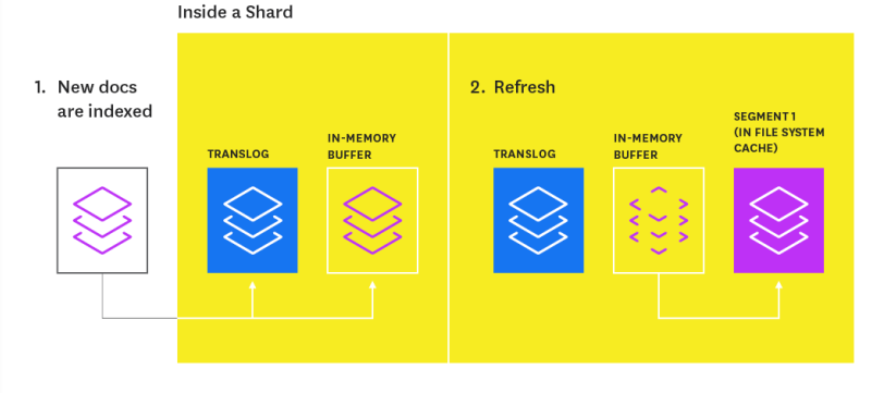 Inside a Shard
1. New docs
are indexed
TRANSLOG
IN-MEMORY
BUFFER
2. Refresh
TRANSLOG
IN-MEMORY
BUFFER
SEGMENT 1
(IN FILE SYSTEM
CACHE)